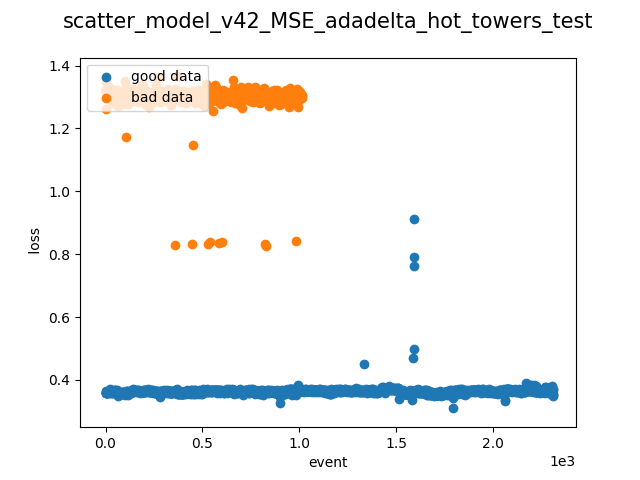 scatter_model_v42_MSE_adadelta_hot_towers_test
good data
bad data
1.4
1.2
1.0
0.8
0.6
0.4
loss
0.0
0.5
1.0
1.5
2.0
1e3
event